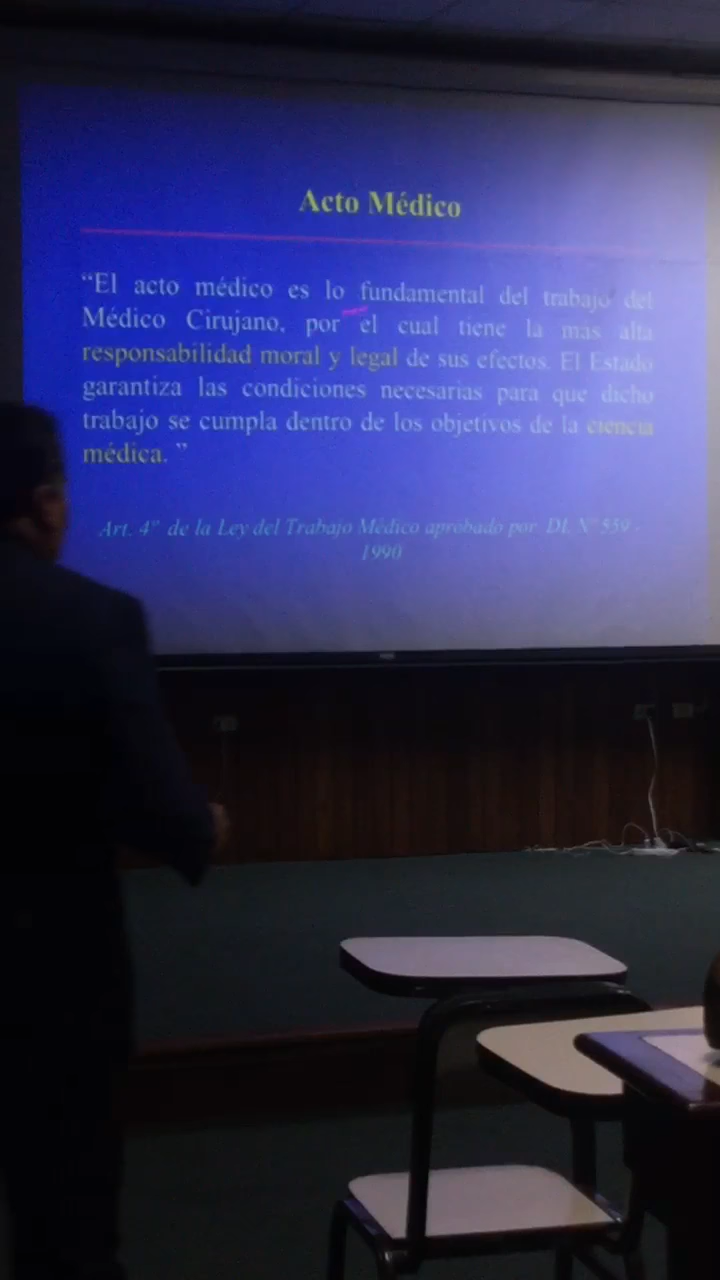 Acto Médico
“El acto médico es lo fundamental del trabajo del
Médico Cirujano, por el cual tiene la más alta
responsabilidad moral y legal de sus efectos. El Estado
garantiza las condiciones necesarias para que dicho
trabajo se cumpla dentro de los objetivos de la ciencia
médica. ”
Art. 4° de la Ley del Trabajo Médico aprobado por DL N° 559 -
1990